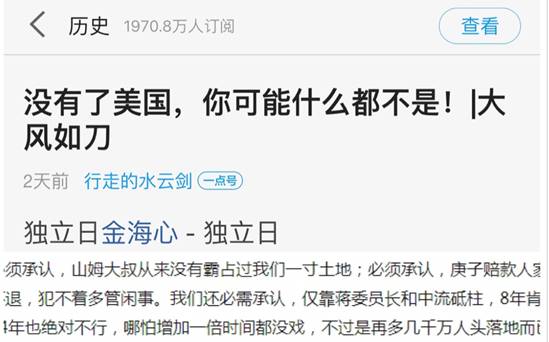 历史 1970.8万人订阅 查看
没有了美国，你可能什么都不是！|大
风如刀
2天前 行走的水云剑 一点号
独立日金海心 - 独立日
必须承认，山姆大叔从来没有霸占过我们一寸土地；必须承认，庚子赔款人家
不退，犯不着多管闲事。我们还必需承认，仅靠蒋委员长和中流砥柱，8年肯
年也绝对不行，哪怕增加一倍时间都没戏，不过是再多几千万人头落地而已